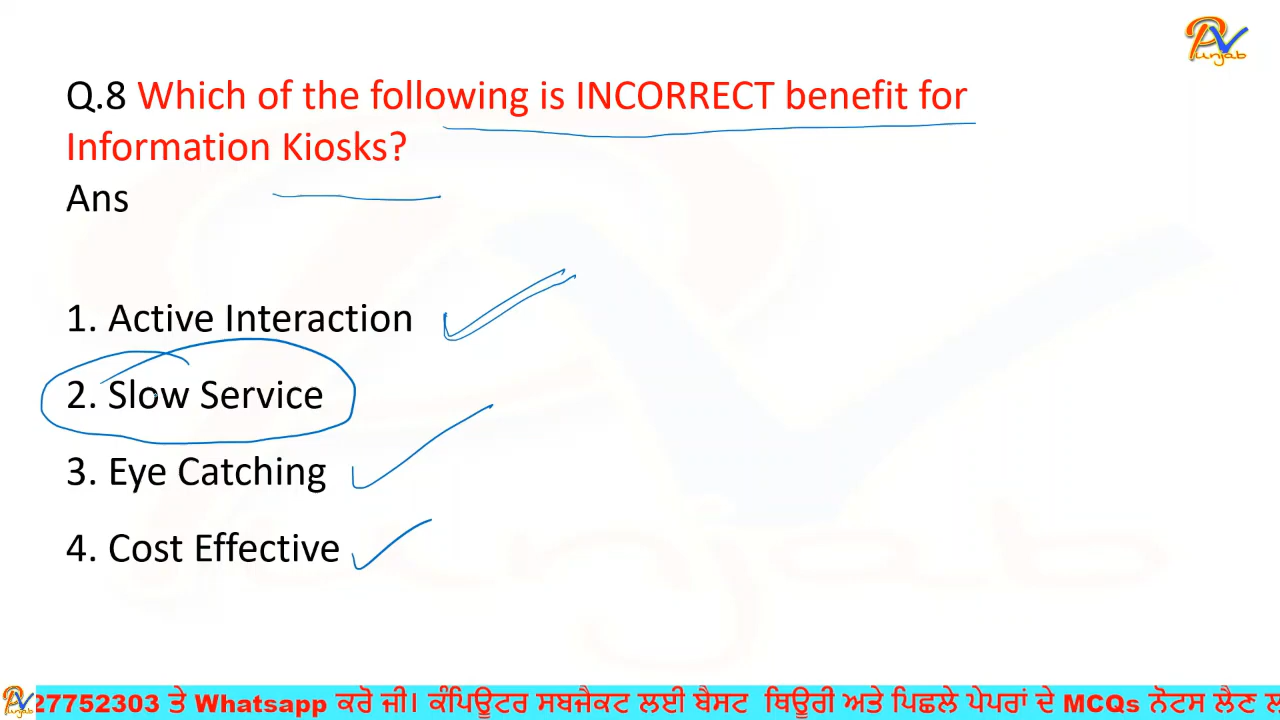 PV
Punjab
Q.8 Which of the following is INCORRECT benefit for
Information Kiosks?
Ans
1. Active Interaction
2. Slow Service
3. Eye Catching
4. Cost Effective
27752303 ਤੇ Whatsapp ਕਰੋ ਜੀ। ਕੰਪਿਊਟਰ ਸਬਜੈਕਟ ਲਈ ਬੈਸਟ ਥਿਊਰੀ ਅਤੇ ਪਿਛਲੇ ਪੇਪਰਾਂ ਦੇ MCQs ਨੋਟਸ ਲੈਣ ਲ